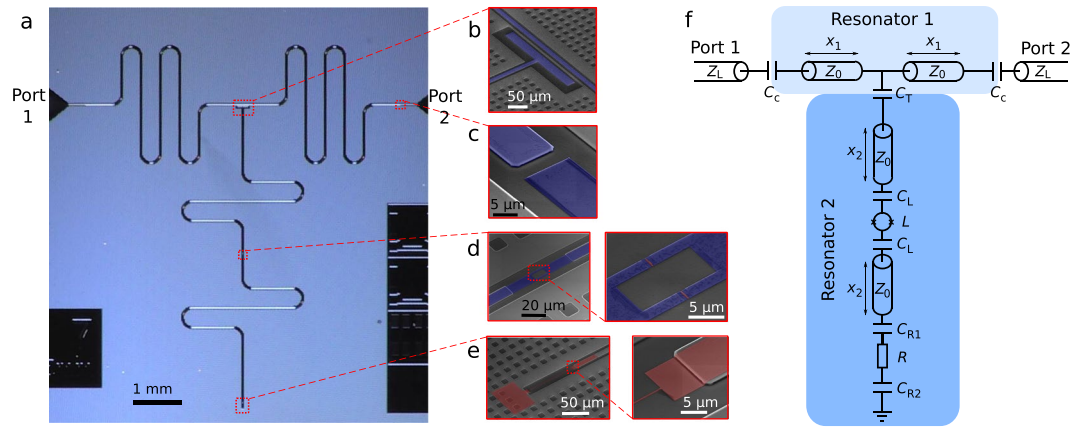 a
Port
1
Port
2
1 mm
b
50 µm
c
5 µm
d
20 µm
5 µm
e
50 µm
5 µm
f
Resonator 1
Port 1
Port 2
x1
x1
ZL
Z0
Z0
ZL
Cc
CT
Cc
x2
Z0
CL
L
CL
x2
Z0
CR1
R
CR2
Resonator 2